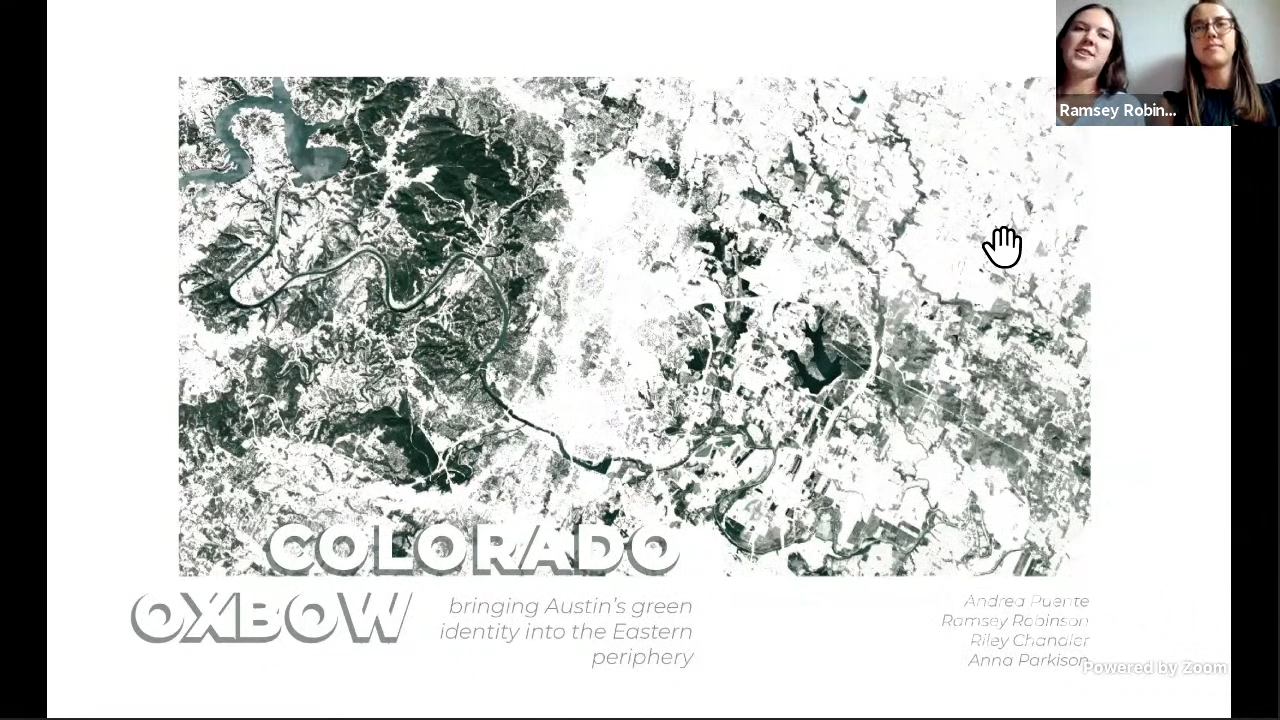 Ramsey Robin...
COLORADO
OXBOW
bringing Austin's green
identity into the Eastern
periphery
Andrea Puente
Ramsey Robinson
Riley Chandler
Anna Parkison
Powered by Zoom